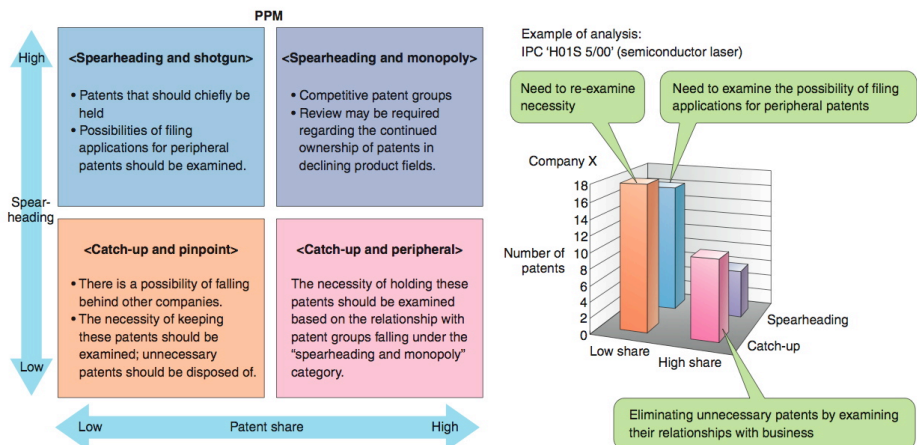 PPM
High
Spear-
heading
Low
<Spearheading and shotgun>
• Patents that should chiefly be
held
• Possibilities of filing
applications for peripheral
patents should be examined.
<Spearheading and monopoly>
• Competitive patent groups
• Review may be required
regarding the continued
ownership of patents in
declining product fields.
<Catch-up and pinpoint>
• There is a possibility of falling
behind other companies.
• The necessity of keeping
these patents should be
examined; unnecessary
patents should be disposed of.
<Catch-up and peripheral>
The necessity of holding these
patents should be examined
based on the relationship with
patent groups falling under the
“spearheading and monopoly”
category.
Low
Patent share
High
Example of analysis:
IPC ‘H01S 5/00’ (semiconductor laser)
Need to re-examine
necessity
Need to examine the possibility of filing
applications for peripheral patents
Company X
18
16
14
12
10
8
6
4
2
0
Number of
patents
Low share
High share
Spearheading
Catch-up
Eliminating unnecessary patents by examining
their relationships with business